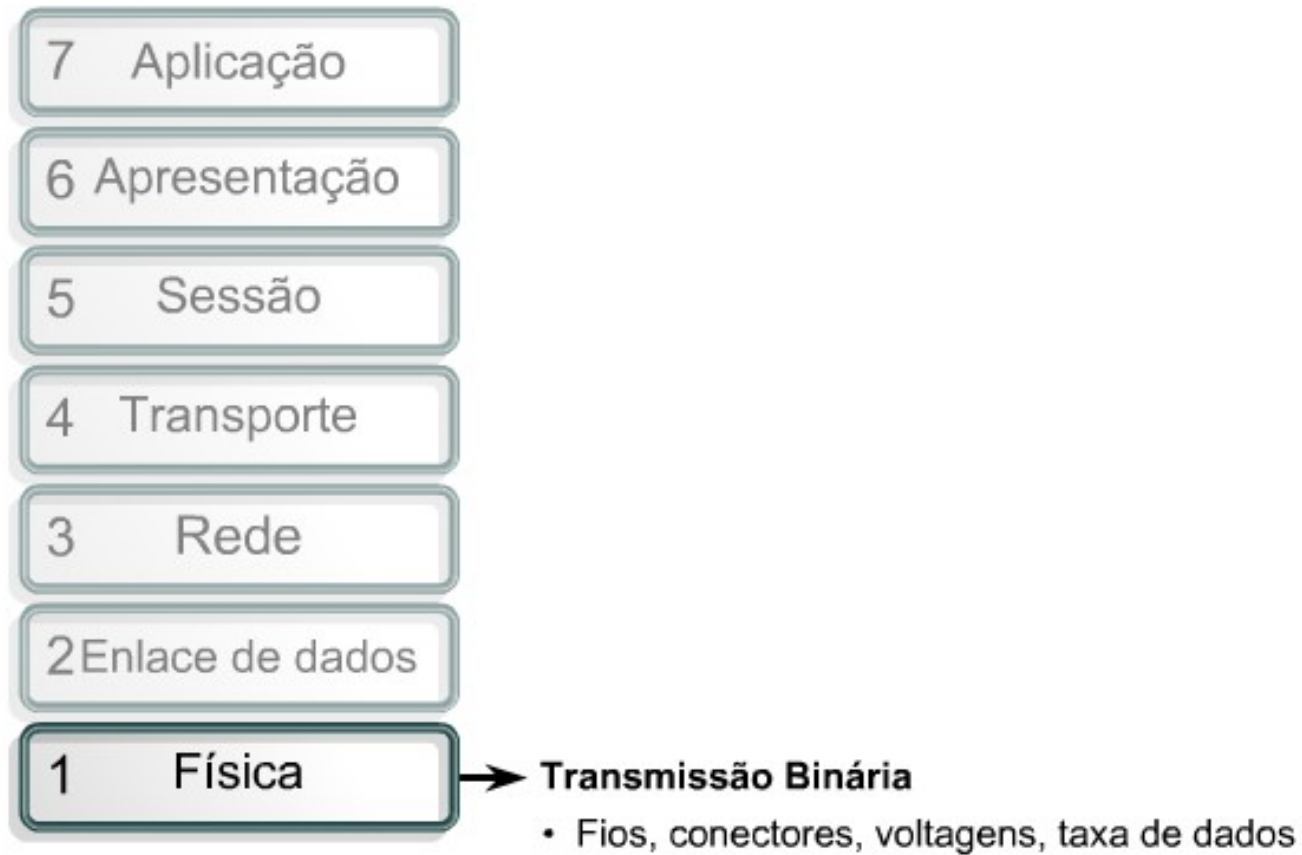 7 Aplicação
6 Apresentação
5 Sessão
4 Transporte
3 Rede
2 Enlace de dados
1 Física
Transmissão Binária
• Fios, conectores, voltagens, taxa de dados